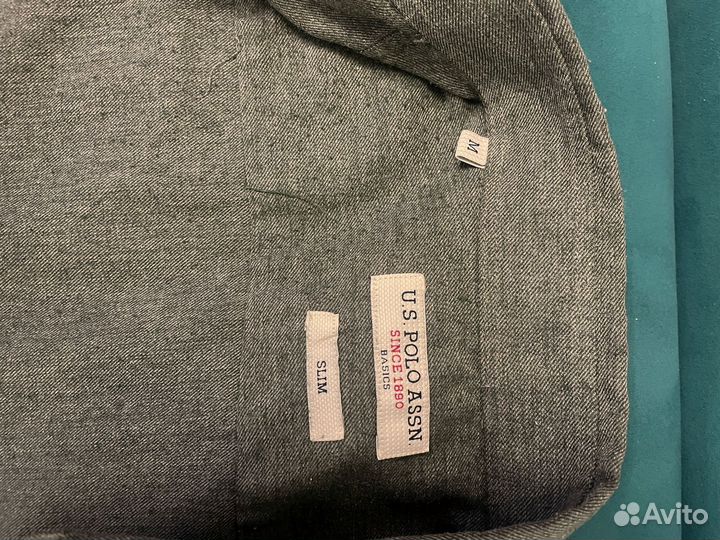 M
U.S. POLO ASSN.
SINCE 1890
BASICS
SLIM
Avito